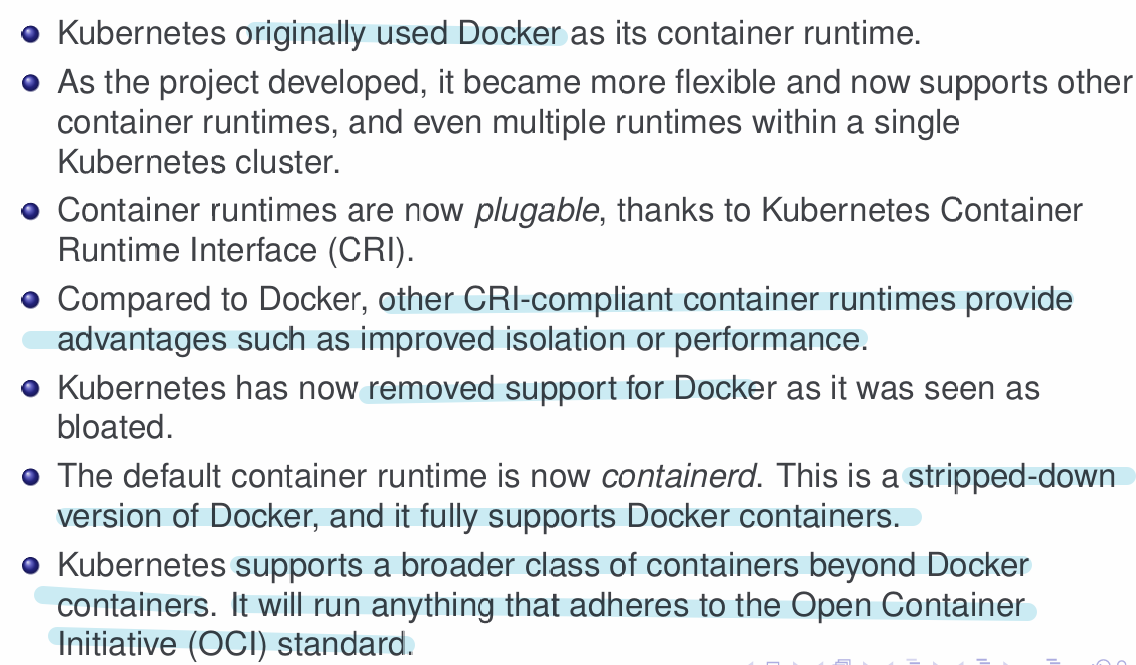 Kubernetes originally used Docker as its container runtime.
As the project developed, it became more flexible and now supports other
container runtimes, and even multiple runtimes within a single
Kubernetes cluster.
Container runtimes are now plugable, thanks to Kubernetes Container
Runtime Interface (CRI).
Compared to Docker, other CRI-compliant container runtimes provide
advantages such as improved isolation or performance.
Kubernetes has now removed support for Docker as it was seen as
bloated.
The default container runtime is now containerd. This is a stripped-down
version of Docker, and it fully supports Docker containers.
Kubernetes supports a broader class of containers beyond Docker
containers. It will run anything that adheres to the Open Container
Initiative (OCI) standard.